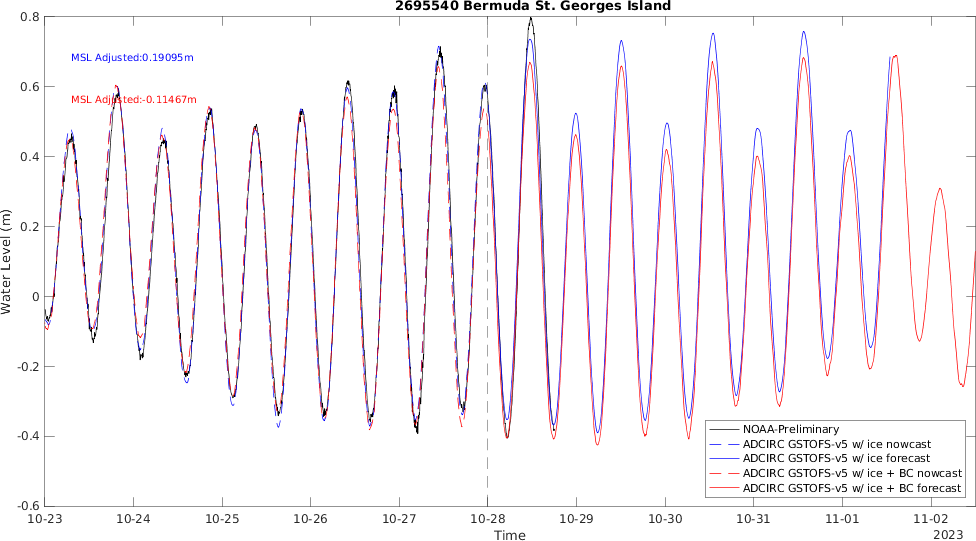 2695540 Bermuda St. Georges Island
0.8
MSL Adjusted:0.19095m
0.6
MSL Adjusted:-0.11467m
0.4
0.2
Water Level (m)
0
-0.2
-0.4
-0.6
NOAA-Preliminary
ADCIRC GSTOFS-v5 w/ ice nowcast
ADCIRC GSTOFS-v5 w/ ice forecast
ADCIRC GSTOFS-v5 w/ ice + BC nowcast
ADCIRC GSTOFS-v5 w/ ice + BC forecast
10-23 10-24 10-25 10-26 10-27 10-28 10-29 10-30 10-31 11-01 11-02
Time
2023